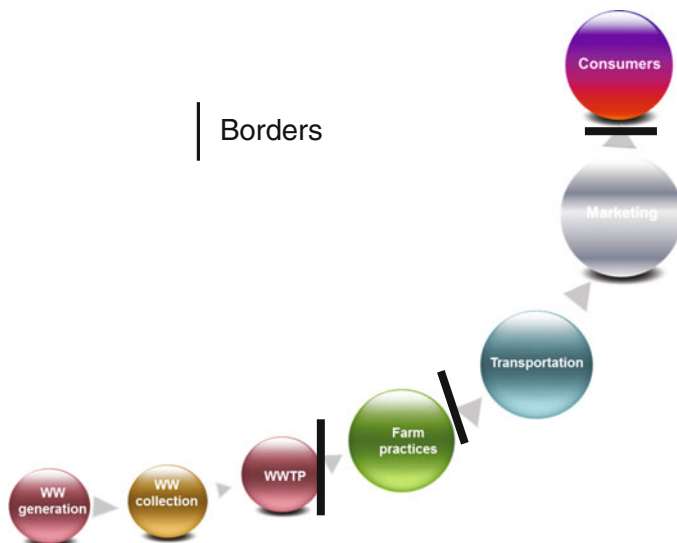 Consumers
Borders
Marketing
Transportation
Farm
practices
WWTP
WW
collection
WW
generation